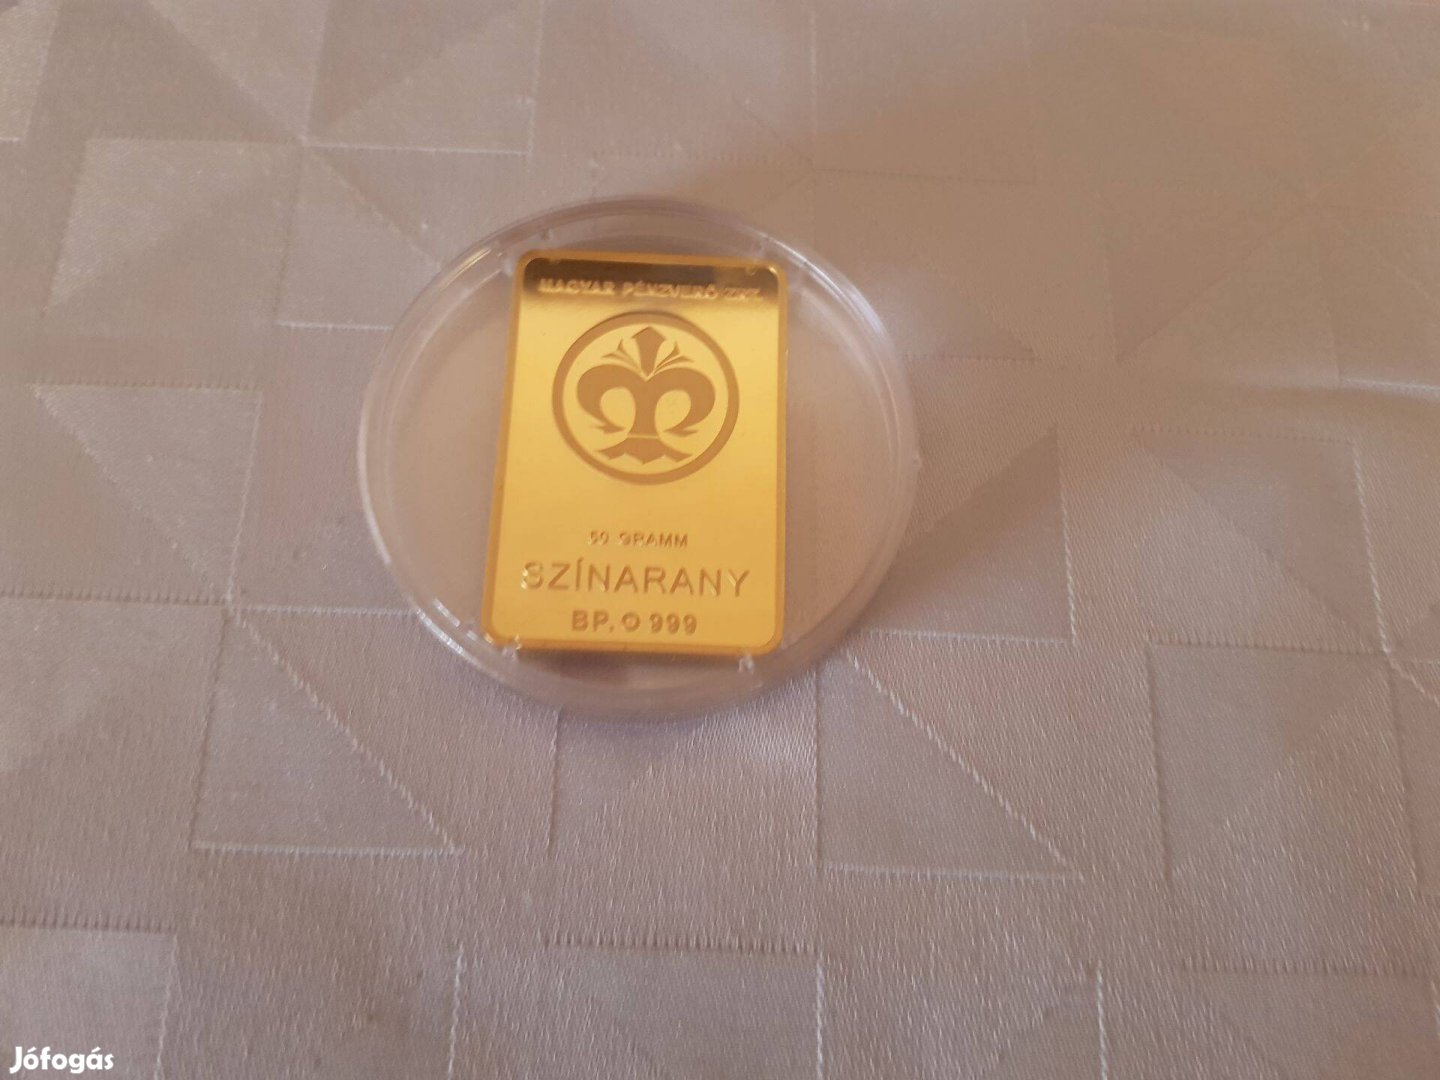 MAGYAR PÉNZVERŐ ZRT.
50 GRAMM
SZÍNARANY
BP. 999
Jófogás